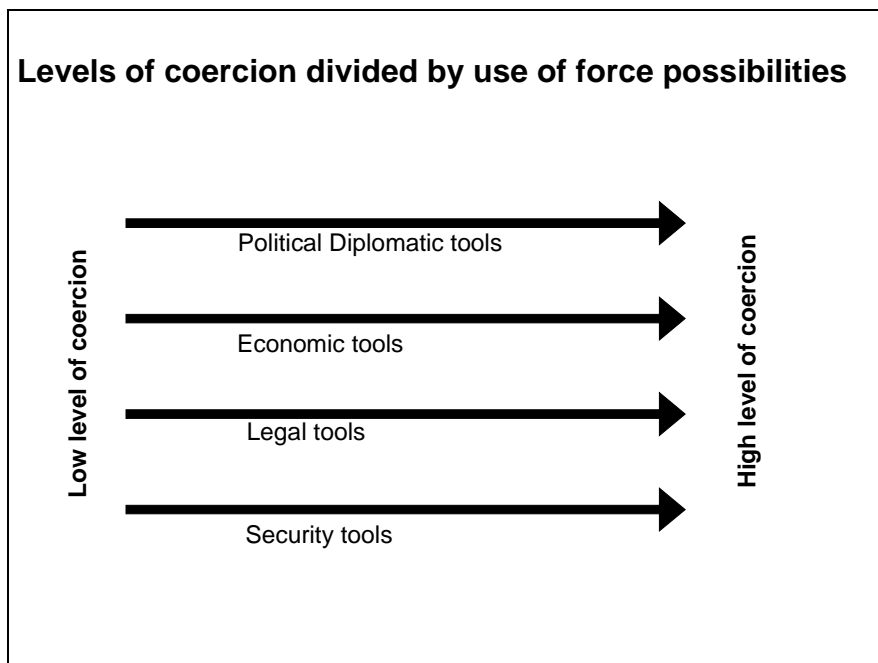 Levels of coercion divided by use of force possibilities
Low level of coercion
Political Diplomatic tools
Economic tools
Legal tools
Security tools
High level of coercion